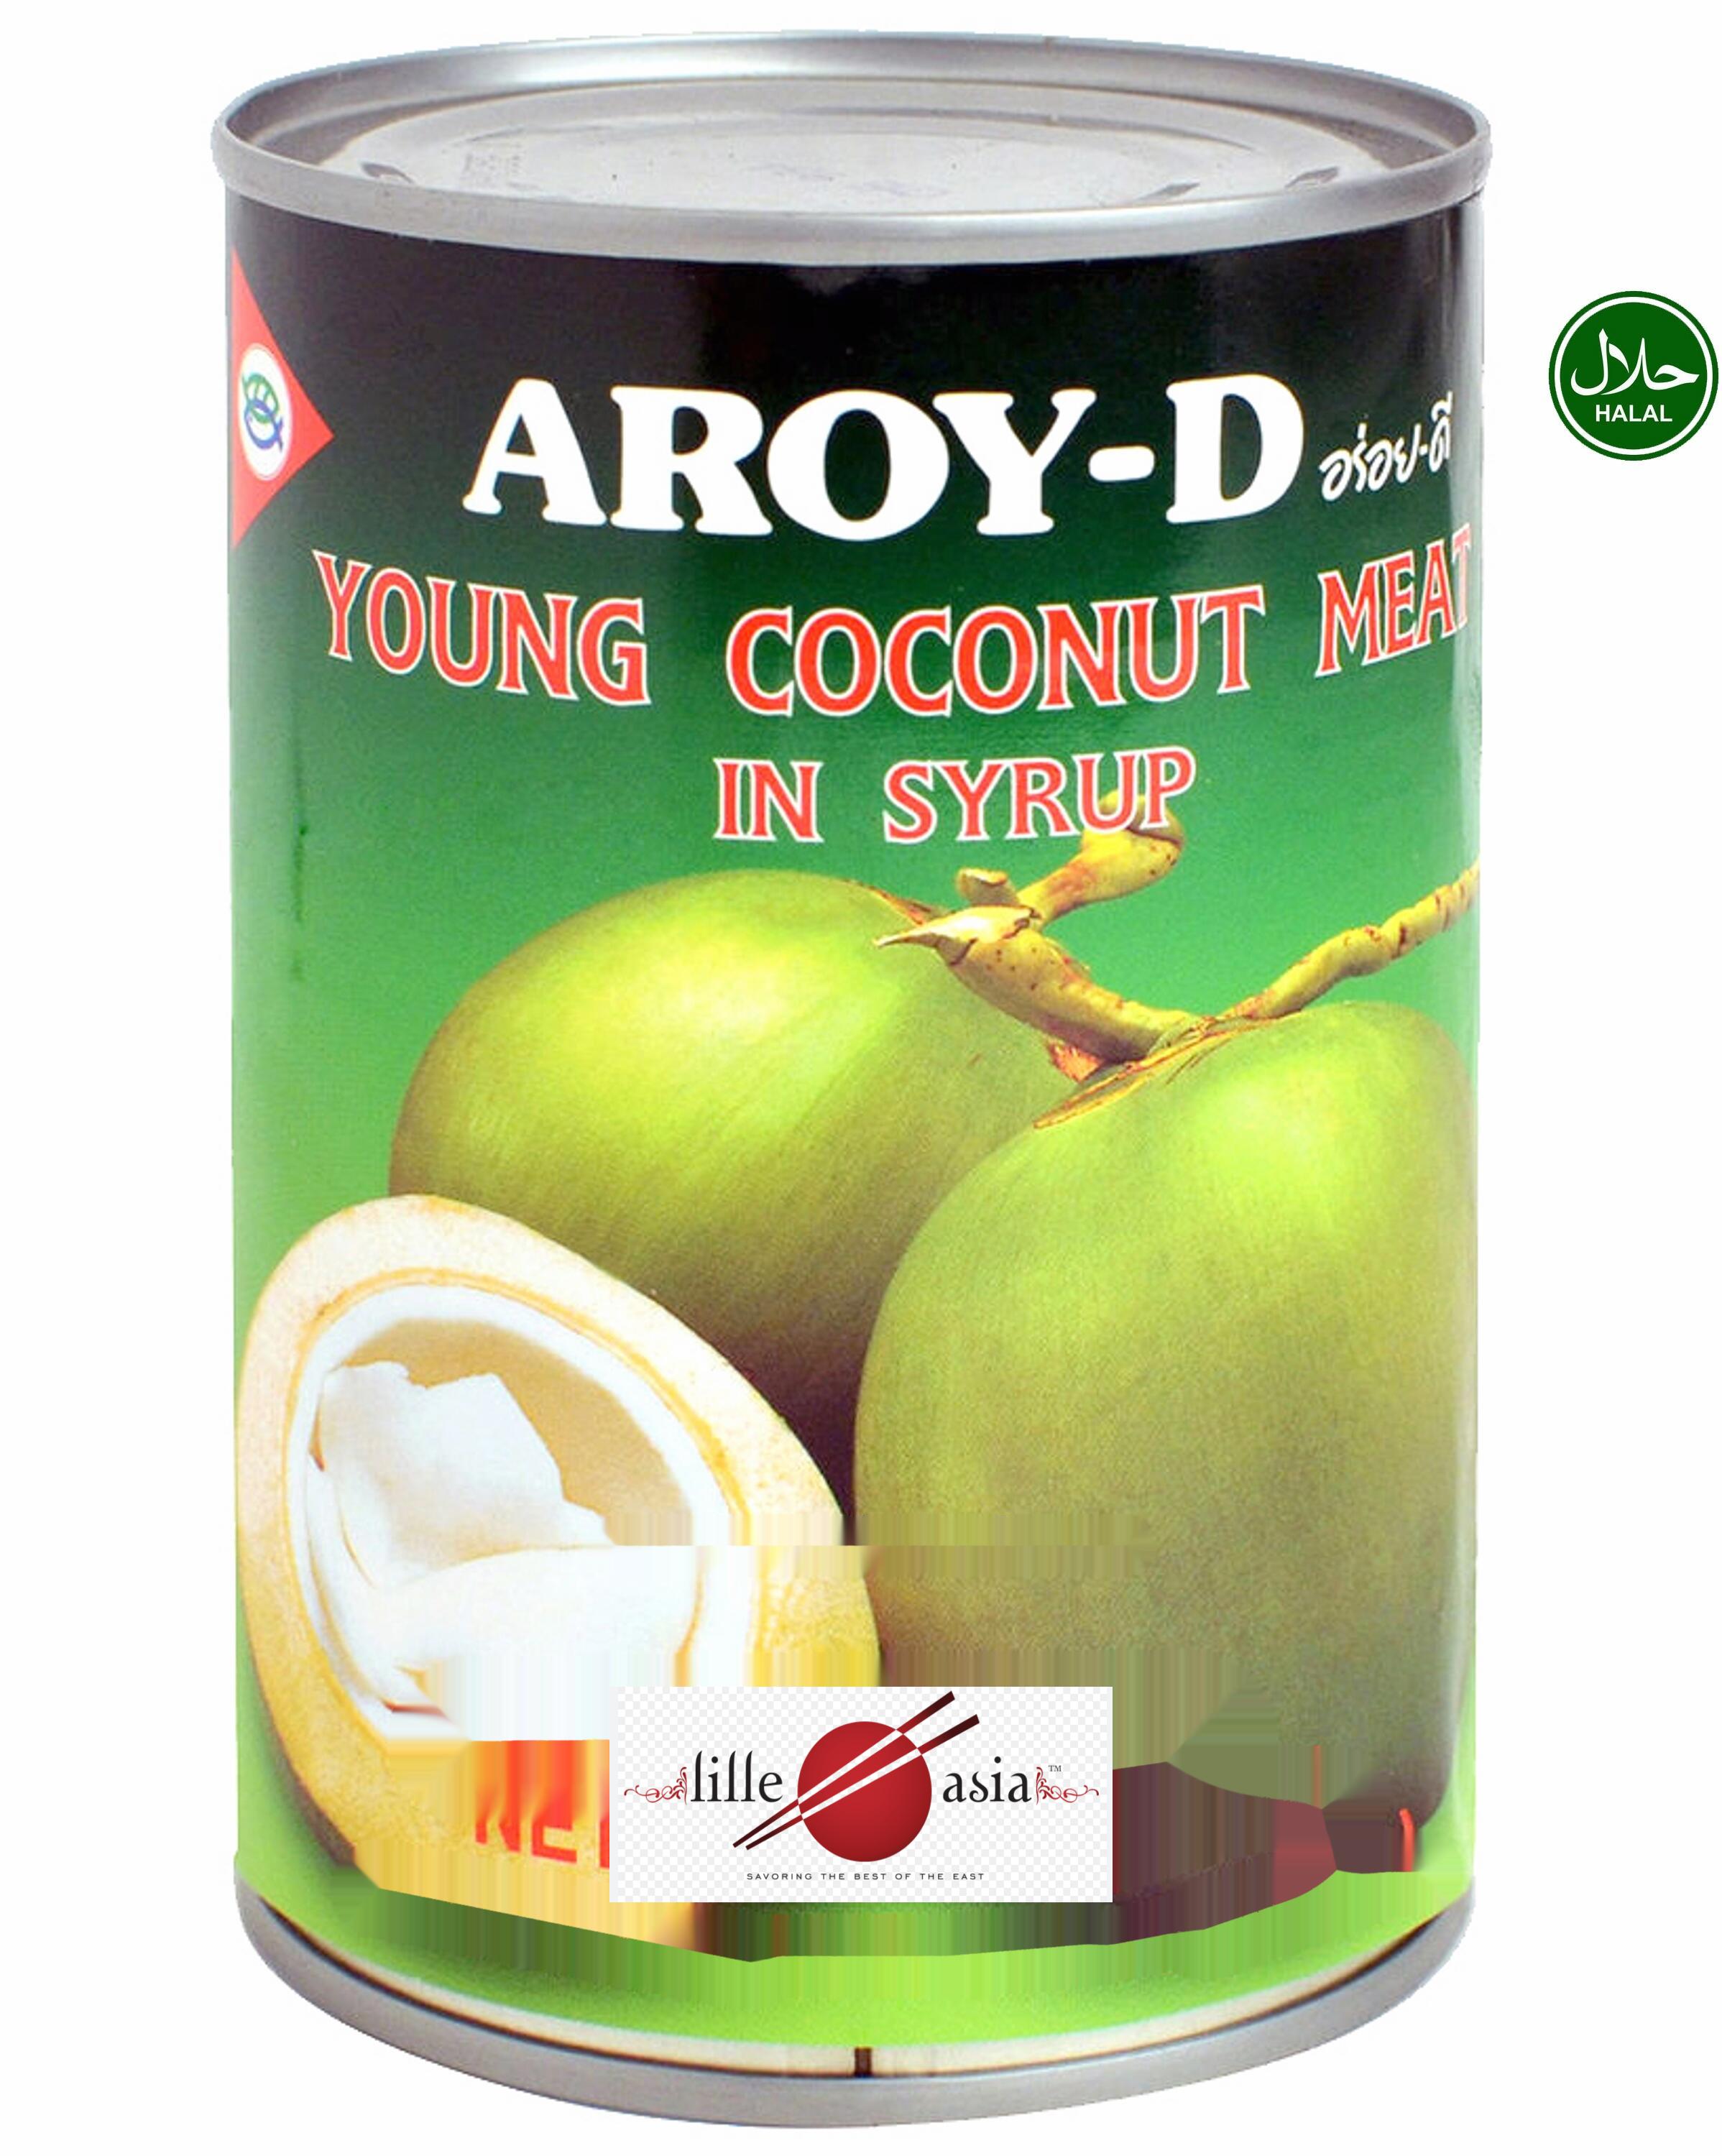 AROY-D อร่อย-ดี
حلال
HALAL
YOUNG COCONUT MEAT
IN SYRUP
lille asia™
SAVORING THE BEST OF THE EAST